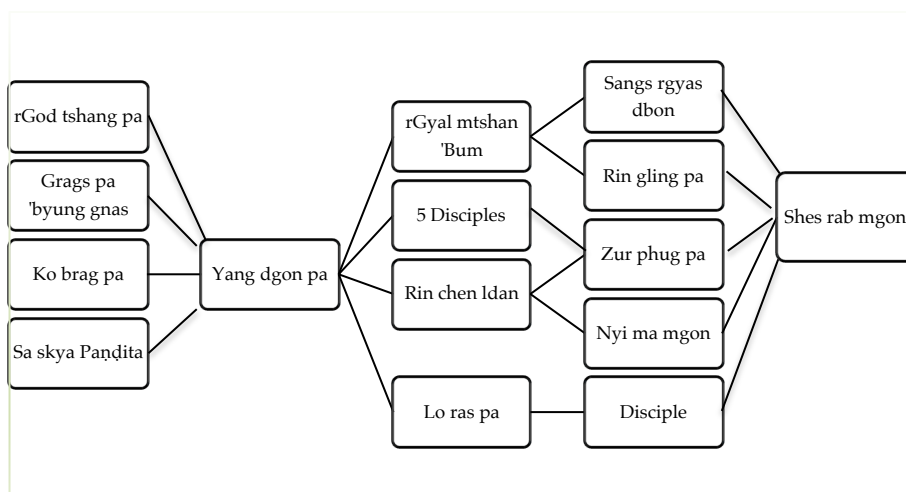 rGod tshang pa
Grags pa
'byung gnas
Ko brag pa
Sa skya Paṇḍita
Yang dgon pa
rGyal mtshan
'Bum
5 Disciples
Rin chen ldan
Lo ras pa
Sangs rgyas
dbon
Rin gling pa
Zur phug pa
Nyi ma mgon
Disciple
Shes rab mgon